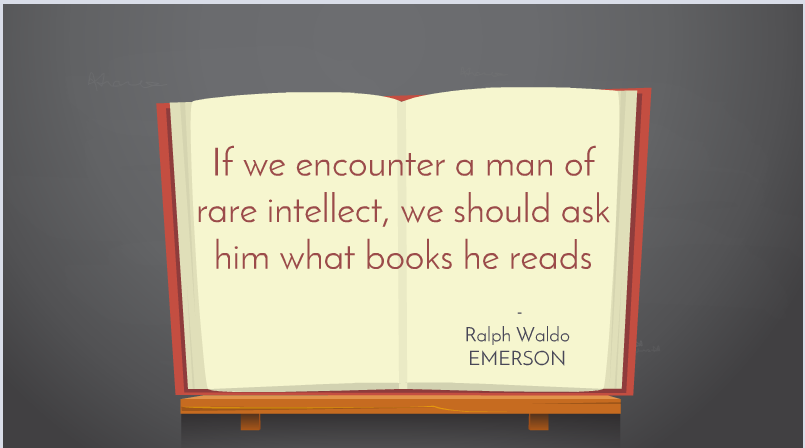 If we encounter a man of
rare intellect, we should ask
him what books he reads
-
Ralph Waldo
EMERSON